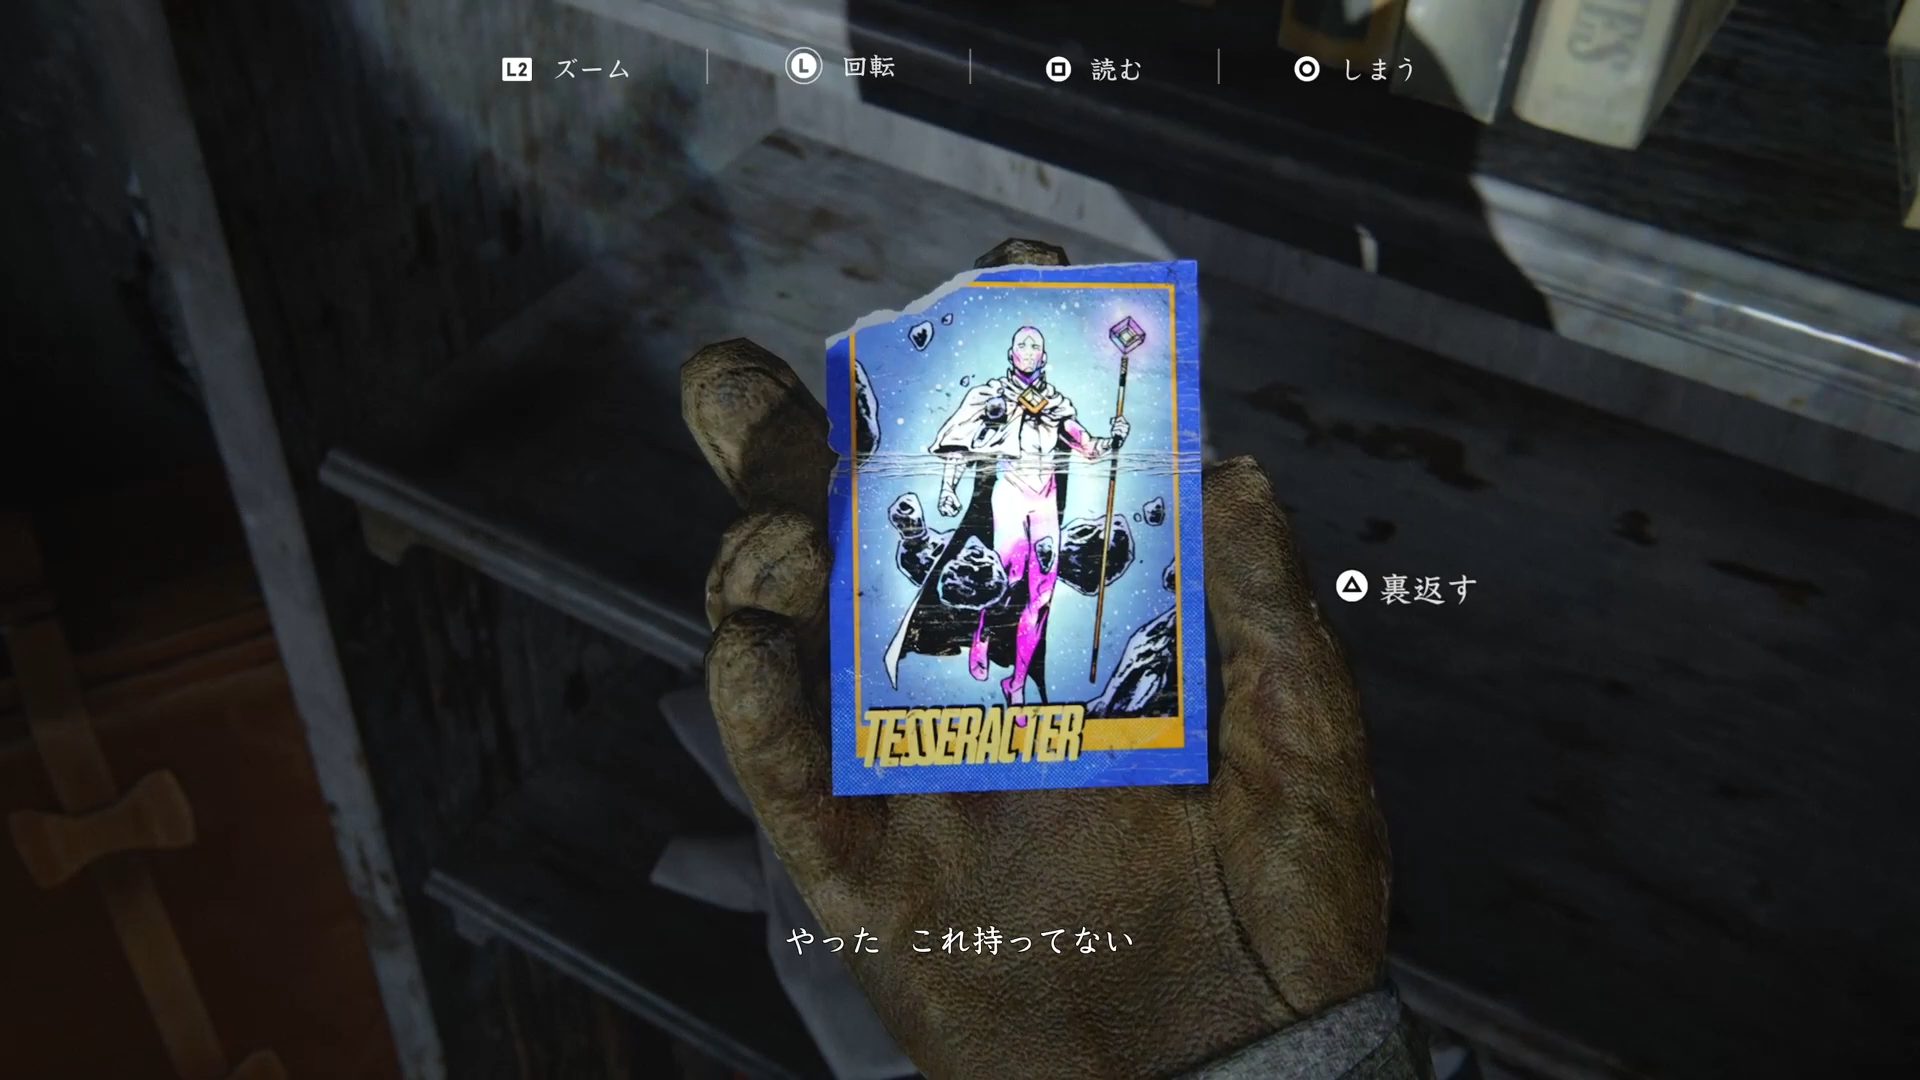 L2 ズーム
L 回転
読む
しまう
TESSERACTER
裏返す
やった これ持ってない